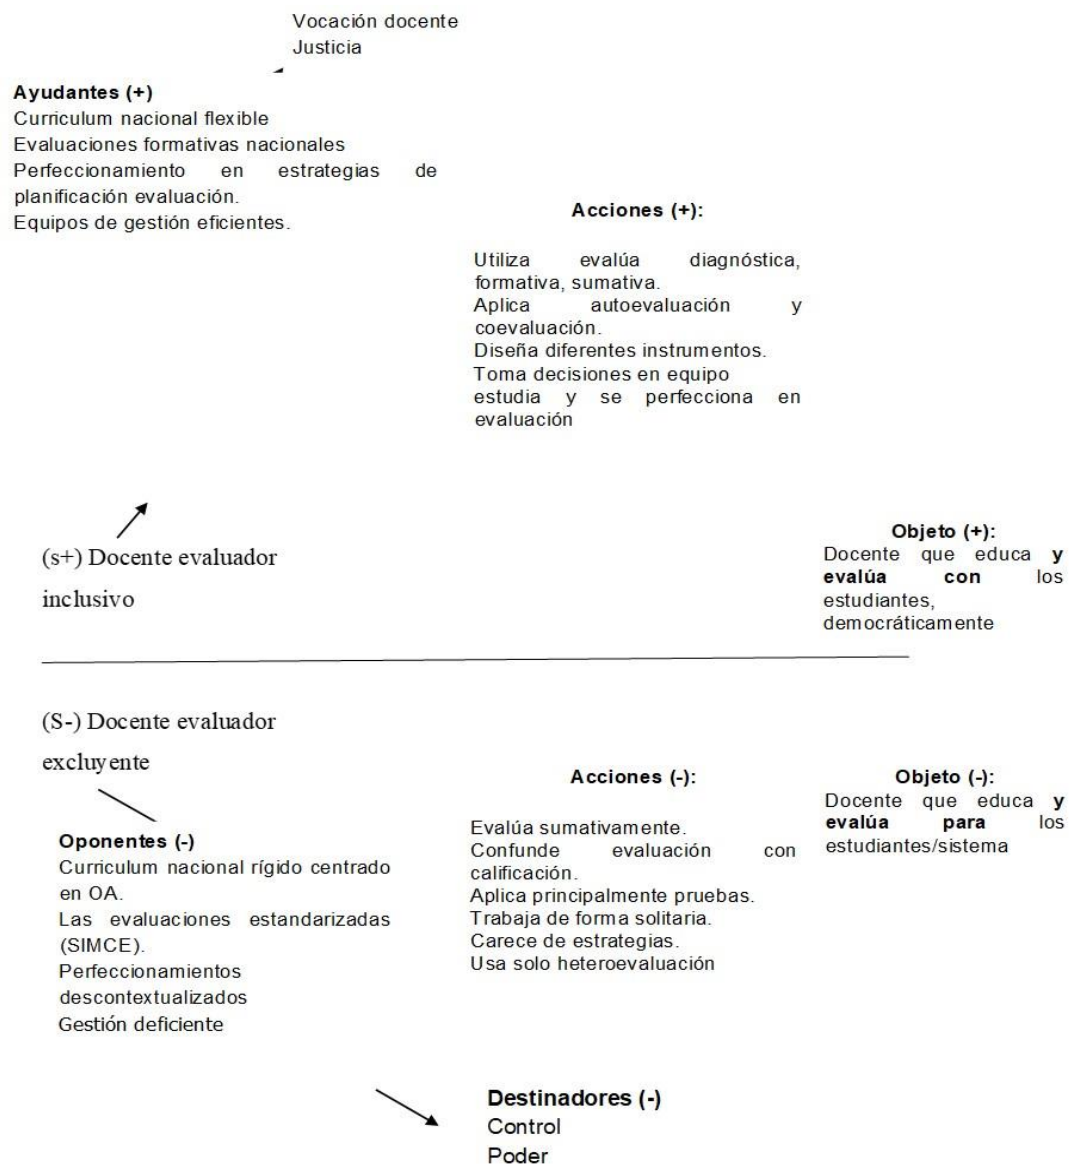 Vocación docente
Justicia
Ayudantes (+)
Curriculum nacional flexible
Evaluaciones formativas nacionales
Perfeccionamiento en estrategias de
planificación evaluación.
Equipos de gestión eficientes.
Acciones (+):
Utiliza evalúa diagnóstica,
formativa, sumativa.
Aplica autoevaluación y
coevaluación.
Diseña diferentes instrumentos.
Toma decisiones en equipo
estudia y se perfecciona en
evaluación
(s+) Docente evaluador
inclusivo
Objeto (+):
Docente que educa y
evalúa con los
estudiantes,
democráticamente
(S-) Docente evaluador
excluyente
Oponentes (-)
Curriculum nacional rígido centrado
en OA.
Las evaluaciones estandarizadas
(SIMCE).
Perfeccionamientos
descontextualizados
Gestión deficiente
Acciones (-):
Evalúa sumativamente.
Confunde evaluación con
calificación.
Aplica principalmente pruebas.
Trabaja de forma solitaria.
Carece de estrategias.
Usa solo heteroevaluación
Objeto (-):
Docente que educa y
evalúa para los
estudiantes/sistema
Destinadores (-)
Control
Poder